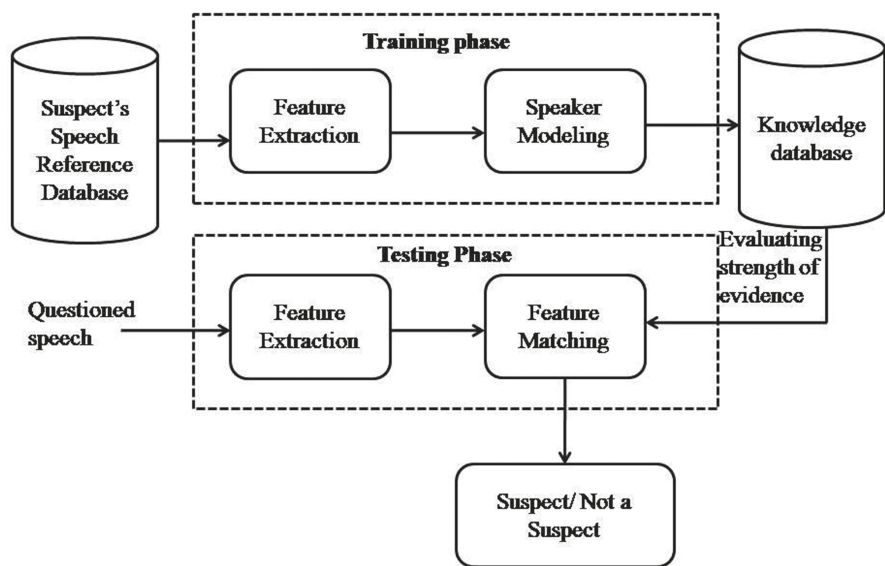 Training phase
Suspect's
Speech
Reference
Database
Feature
Extraction
Speaker
Modeling
Knowledge
database
Testing Phase
Evaluating
strength of
evidence
Questioned
speech
Feature
Extraction
Feature
Matching
Suspect/ Not a
Suspect